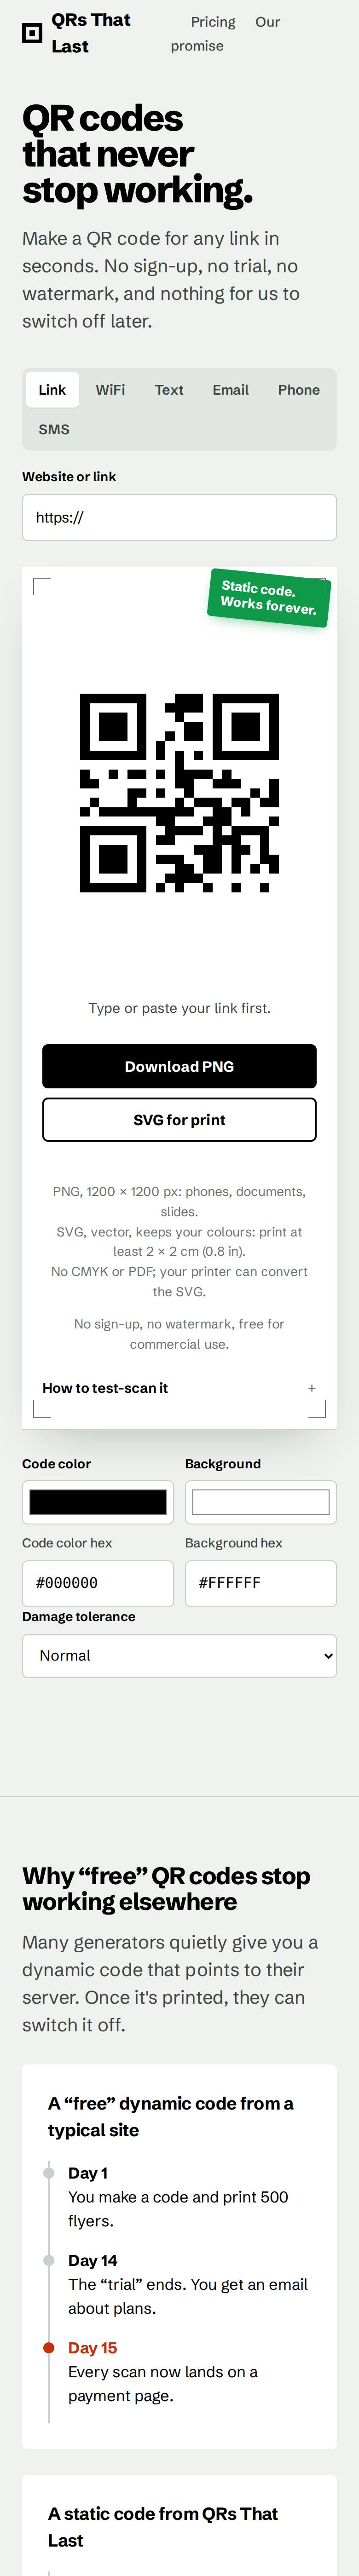 QRs That
Last
Pricing
Our
promise
QR codes
that never
stop working.
Make a QR code for any link in
seconds. No sign-up, no trial, no
watermark, and nothing for us to
switch off later.
Link
WiFi
Text
Email
Phone
SMS
Website or link
https://
Static code.
Works forever.
Type or paste your link first.
Download PNG
SVG for print
PNG, 1200 × 1200 px: phones, documents,
slides.
SVG, vector, keeps your colours: print at
least 2 × 2 cm (0.8 in).
No CMYK or PDF; your printer can convert
the SVG.
No sign-up, no watermark, free for
commercial use.
How to test-scan it +
Code color
Background
Code color hex
Background hex
#000000
#FFFFFF
Damage tolerance
Normal
Why “free” QR codes stop
working elsewhere
Many generators quietly give you a
dynamic code that points to their
server. Once it's printed, they can
switch it off.
A “free” dynamic code from a
typical site
Day 1
You make a code and print 500
flyers.
Day 14
The “trial” ends. You get an email
about plans.
Day 15
Every scan now lands on a
payment page.
A static code from QRs That
Last